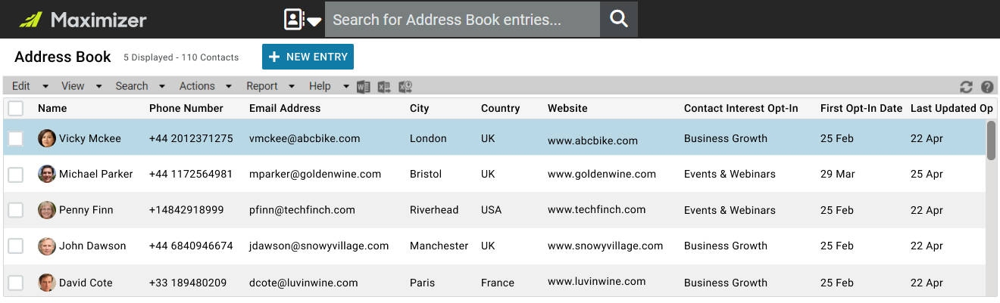 Maximizer
Search for Address Book entries...
Address Book 5 Displayed - 110 Contacts + NEW ENTRY
Edit View Search Actions Report Help
Name Phone Number Email Address City Country Website Contact Interest Opt-In First Opt-In Date Last Updated Op
Vicky Mckee +44 2012371275 vmckee@abcbike.com London UK www.abcbike.com Business Growth 25 Feb 22 Apr
Michael Parker +44 1172564981 mparker@goldenwine.com Bristol UK www.goldenwine.com Events & Webinars 29 Mar 25 Apr
Penny Finn +14842918999 pfinn@techfinch.com Riverhead USA www.techfinch.com Events & Webinars 25 Feb 22 Apr
John Dawson +44 6840946674 jdawson@snowyvillage.com Manchester UK www.snowyvillage.com Business Growth 25 Feb 22 Apr
David Cote +33 189480209 dcote@luvinwine.com Paris France www.luvinwine.com Business Growth 25 Feb 22 Apr